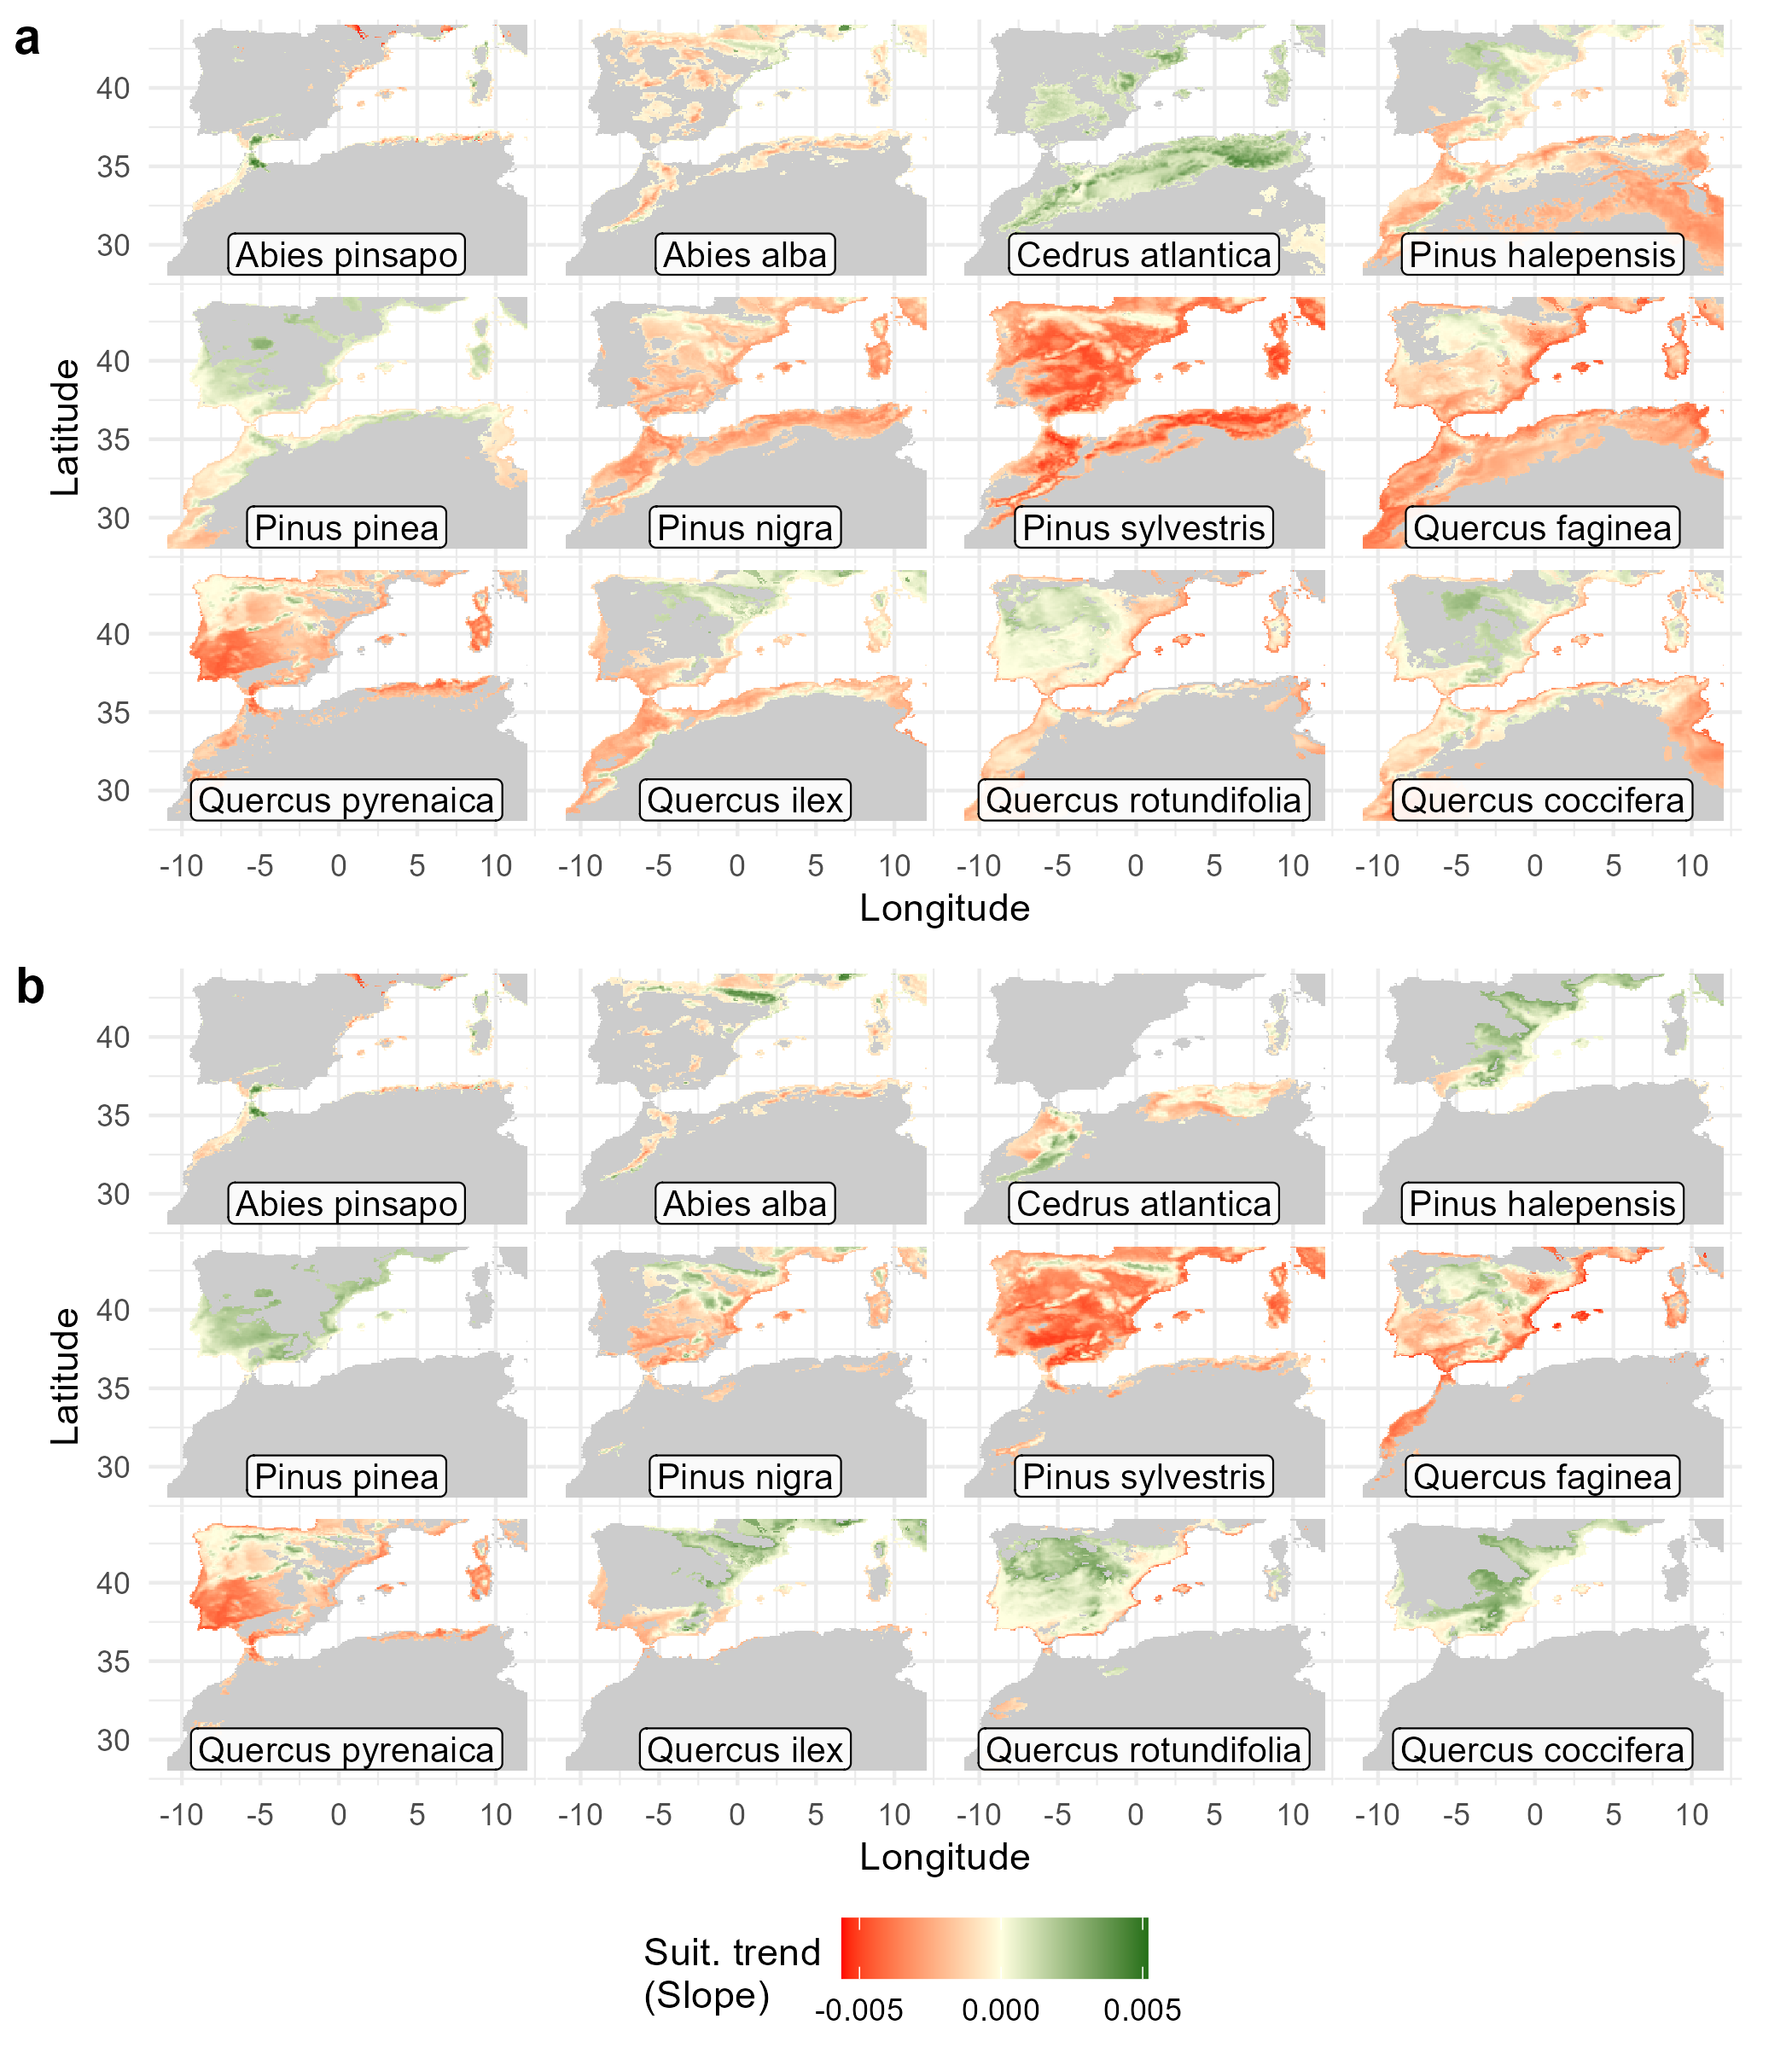 a
40
35
30
Abies pinsapo
Abies alba
Cedrus atlantica
Pinus halepensis
Latitude
40
35
30
Pinus pinea
Pinus nigra
Pinus sylvestris
Quercus faginea
40
35
30
Quercus pyrenaica
Quercus ilex
Quercus rotundifolia
Quercus coccifera
-10 -5 0 5 10 -10 -5 0 5 10 -10 -5 0 5 10 -10 -5 0 5 10
Longitude
b
40
35
30
Abies pinsapo
Abies alba
Cedrus atlantica
Pinus halepensis
Latitude
40
35
30
Pinus pinea
Pinus nigra
Pinus sylvestris
Quercus faginea
40
35
30
Quercus pyrenaica
Quercus ilex
Quercus rotundifolia
Quercus coccifera
-10 -5 0 5 10 -10 -5 0 5 10 -10 -5 0 5 10 -10 -5 0 5 10
Longitude
Suit. trend
(Slope)
-0.005 0.000 0.005